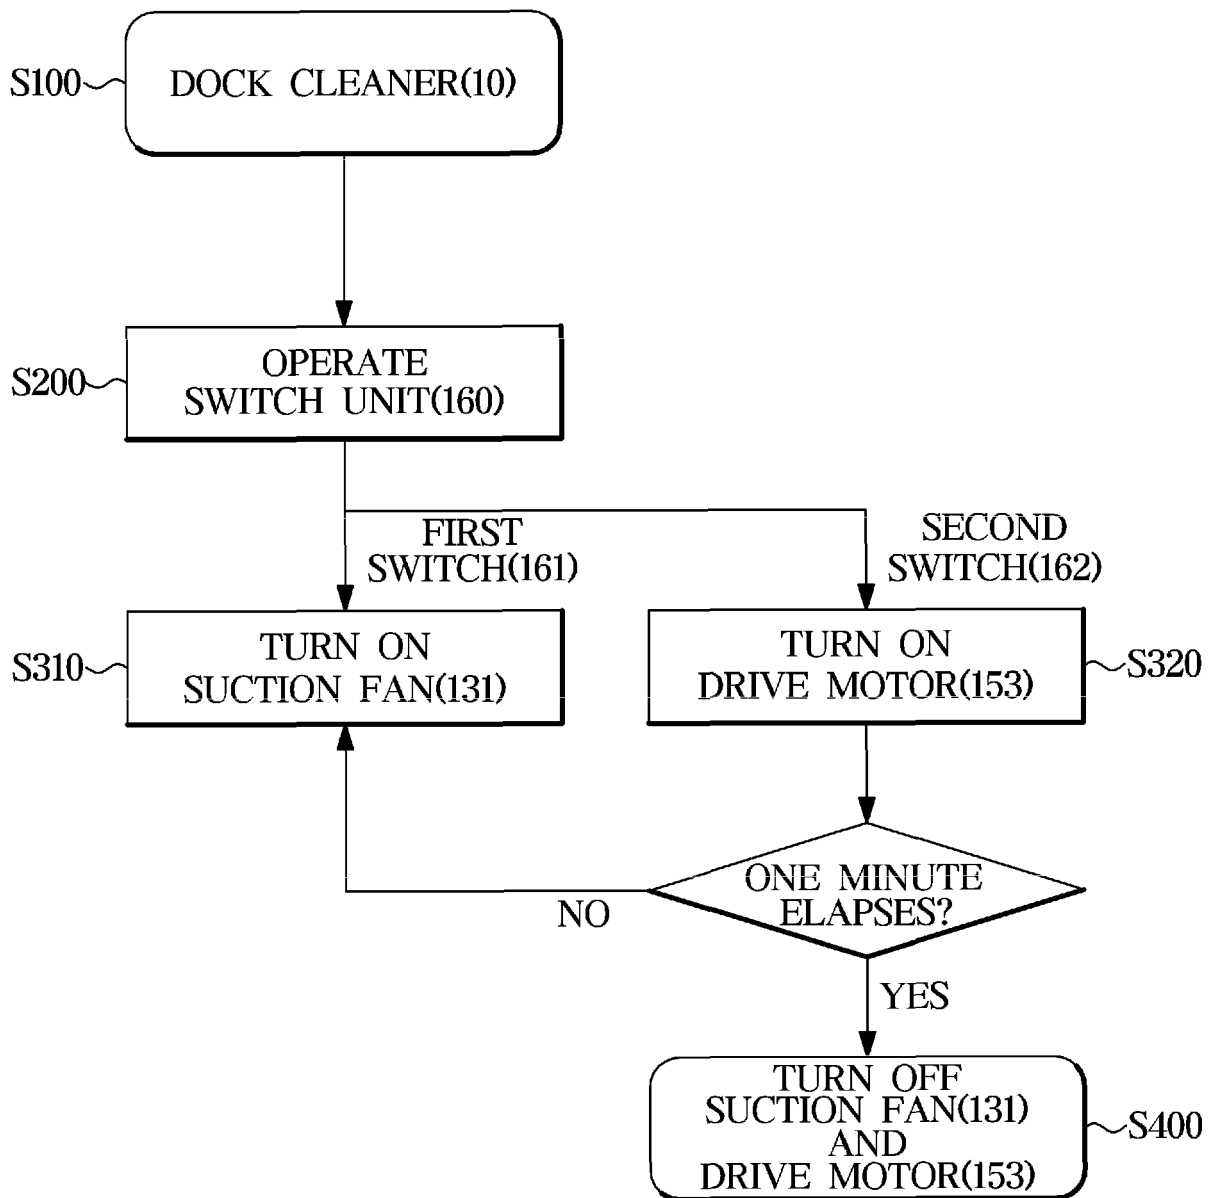 S100
DOCK CLEANER(10)
S200
OPERATE
SWITCH UNIT(160)
FIRST
SWITCH(161)
SECOND
SWITCH(162)
S310
TURN ON
SUCTION FAN(131)
TURN ON
DRIVE MOTOR(153)
S320
ONE MINUTE
ELAPSES?
NO
YES
TURN OFF
SUCTION FAN(131)
AND
DRIVE MOTOR(153)
S400